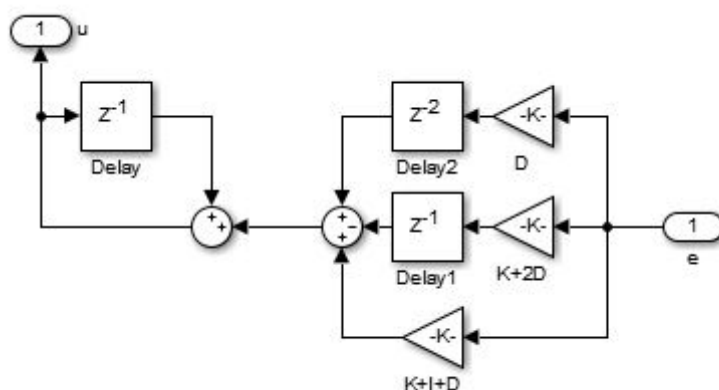 1
u
Z-1
Delay
Z-2
Delay2
-K-
D
+
+
+
-
+
Z-1
Delay1
-K-
K+2D
1
e
-K-
K+I+D